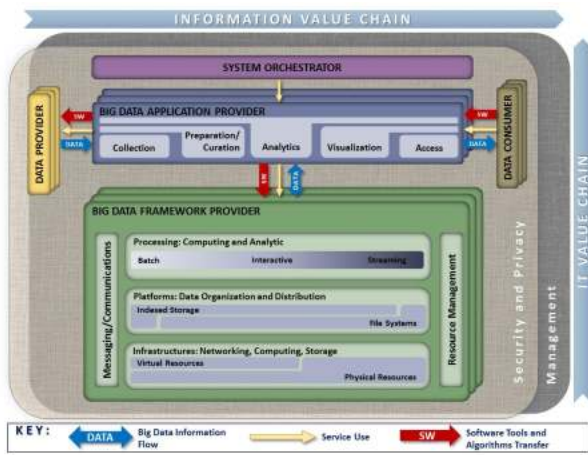 INFORMATION VALUE CHAIN
SYSTEM ORCHESTRATOR
BIG DATA APPLICATION PROVIDER
Collection
Preparation/
Curation
Analytics
Visualization
Access
DATA PROVIDER
SW
DATA
SW
DATA
DATA CONSUMER
SW
DATA
BIG DATA FRAMEWORK PROVIDER
Messaging/Communications
Processing: Computing and Analytic
Batch
Interactive
Streaming
Platforms: Data Organization and Distribution
Indexed Storage
File Systems
Infrastructures: Networking, Computing, Storage
Virtual Resources
Physical Resources
Resource Management
Security and Privacy
Management
IT VALUE CHAIN
KEY:
DATA
Big Data Information
Flow
Service Use
SW
Software Tools and
Algorithms Transfer